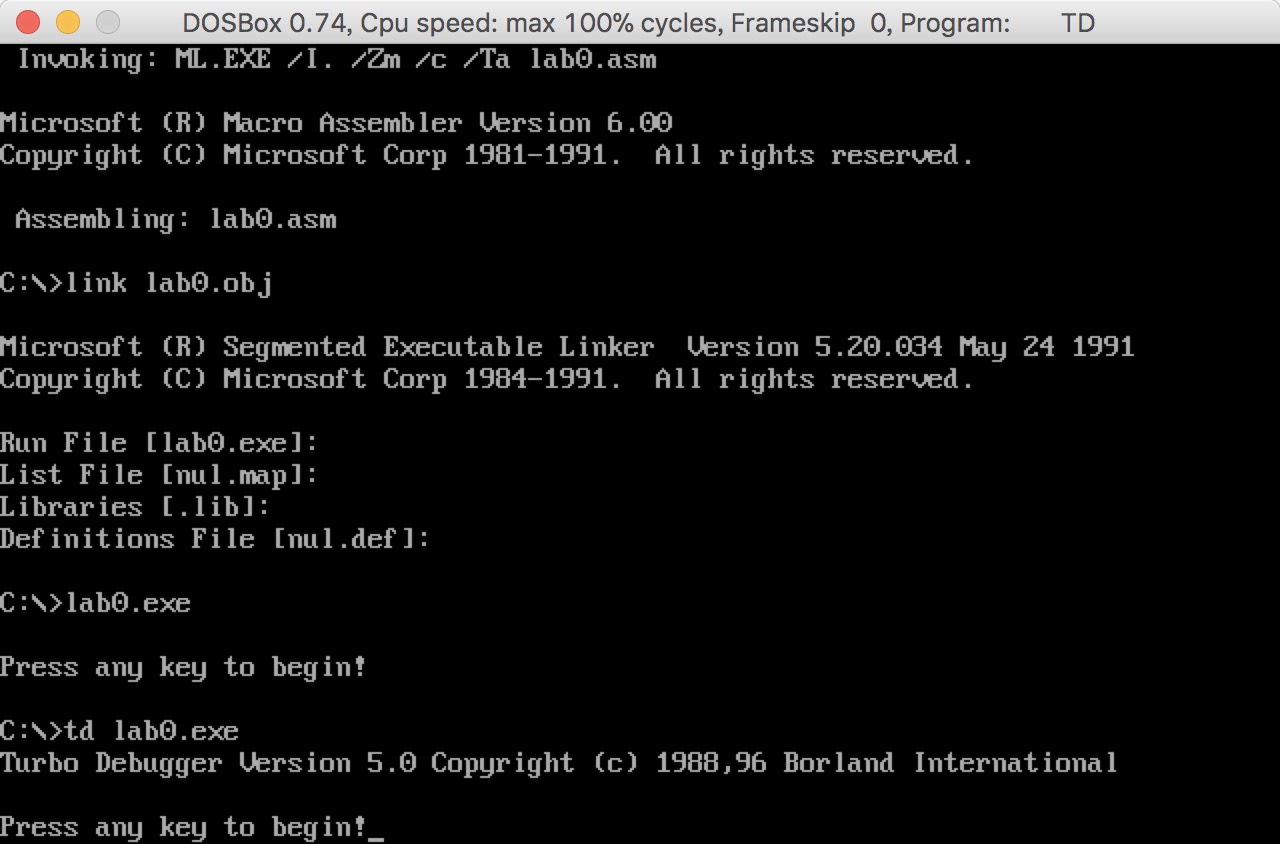 DOSBox 0.74, Cpu speed: max 100% cycles, Frameskip 0, Program: TD
Invoking: ML.EXE /I. /Zm /c /Ta lab0.asm
Microsoft (R) Macro Assembler Version 6.00
Copyright (C) Microsoft Corp 1981-1991. All rights reserved.
Assembling: lab0.asm
C:\>link lab0.obj
Microsoft (R) Segmented Executable Linker Version 5.20.034 May 24 1991
Copyright (C) Microsoft Corp 1984-1991. All rights reserved.
Run File [lab0.exe]:
List File [nul.map]:
Libraries [.lib]:
Definitions File [nul.def]:
C:\>lab0.exe
Press any key to begin!
C:\>td lab0.exe
Turbo Debugger Version 5.0 Copyright (c) 1988,96 Borland International
Press any key to begin!_